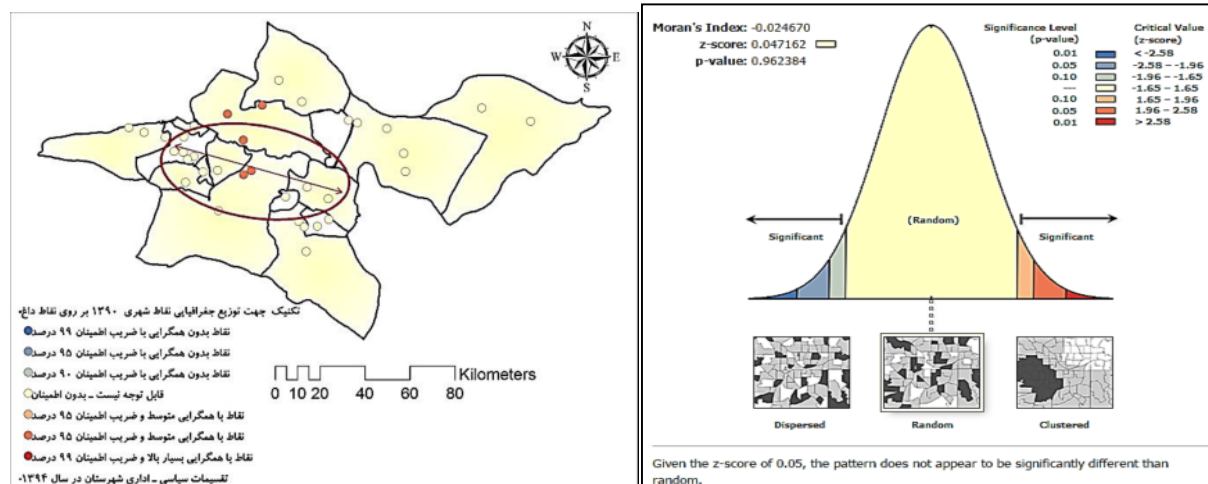 N
W
E
S
تکنیک جهت توزیع جغرافیایی نقاط شهری ۱۳۹۰ بر روی نقاط داغ.
نقاط بدون همگرایی با ضریب اطمینان ۹۹ درصد
نقاط بدون همگرایی با ضریب اطمینان ۹۵ درصد
نقاط بدون همگرایی با ضریب اطمینان ۹۰ درصد
قابل توجه نیست - بدون اطمینان
نقاط با همگرایی متوسط و ضریب اطمینان ۹۵ درصد
نقاط با همگرایی متوسط و ضریب اطمینان ۹۵ درصد
نقاط با همگرایی بسیار بالا و ضریب اطمینان ۹۹ درصد
تقسیمات سیاسی - اداری شهرستان در سال ۱۳۹۴.
Kilometers
0 10 20 40 60 80
Moran's Index: -0.024670
z-score: 0.047162
p-value: 0.962384
Significance Level (p-value) Critical Value (z-score)
0.01 < -2.58
0.05 -2.58 – -1.96
0.10 -1.96 – -1.65
--- -1.65 – 1.65
0.10 1.65 – 1.96
0.05 1.96 – 2.58
0.01 > 2.58
(Random)
Significant Significant
Dispersed Random Clustered
Given the z-score of 0.05, the pattern does not appear to be significantly different than
random.